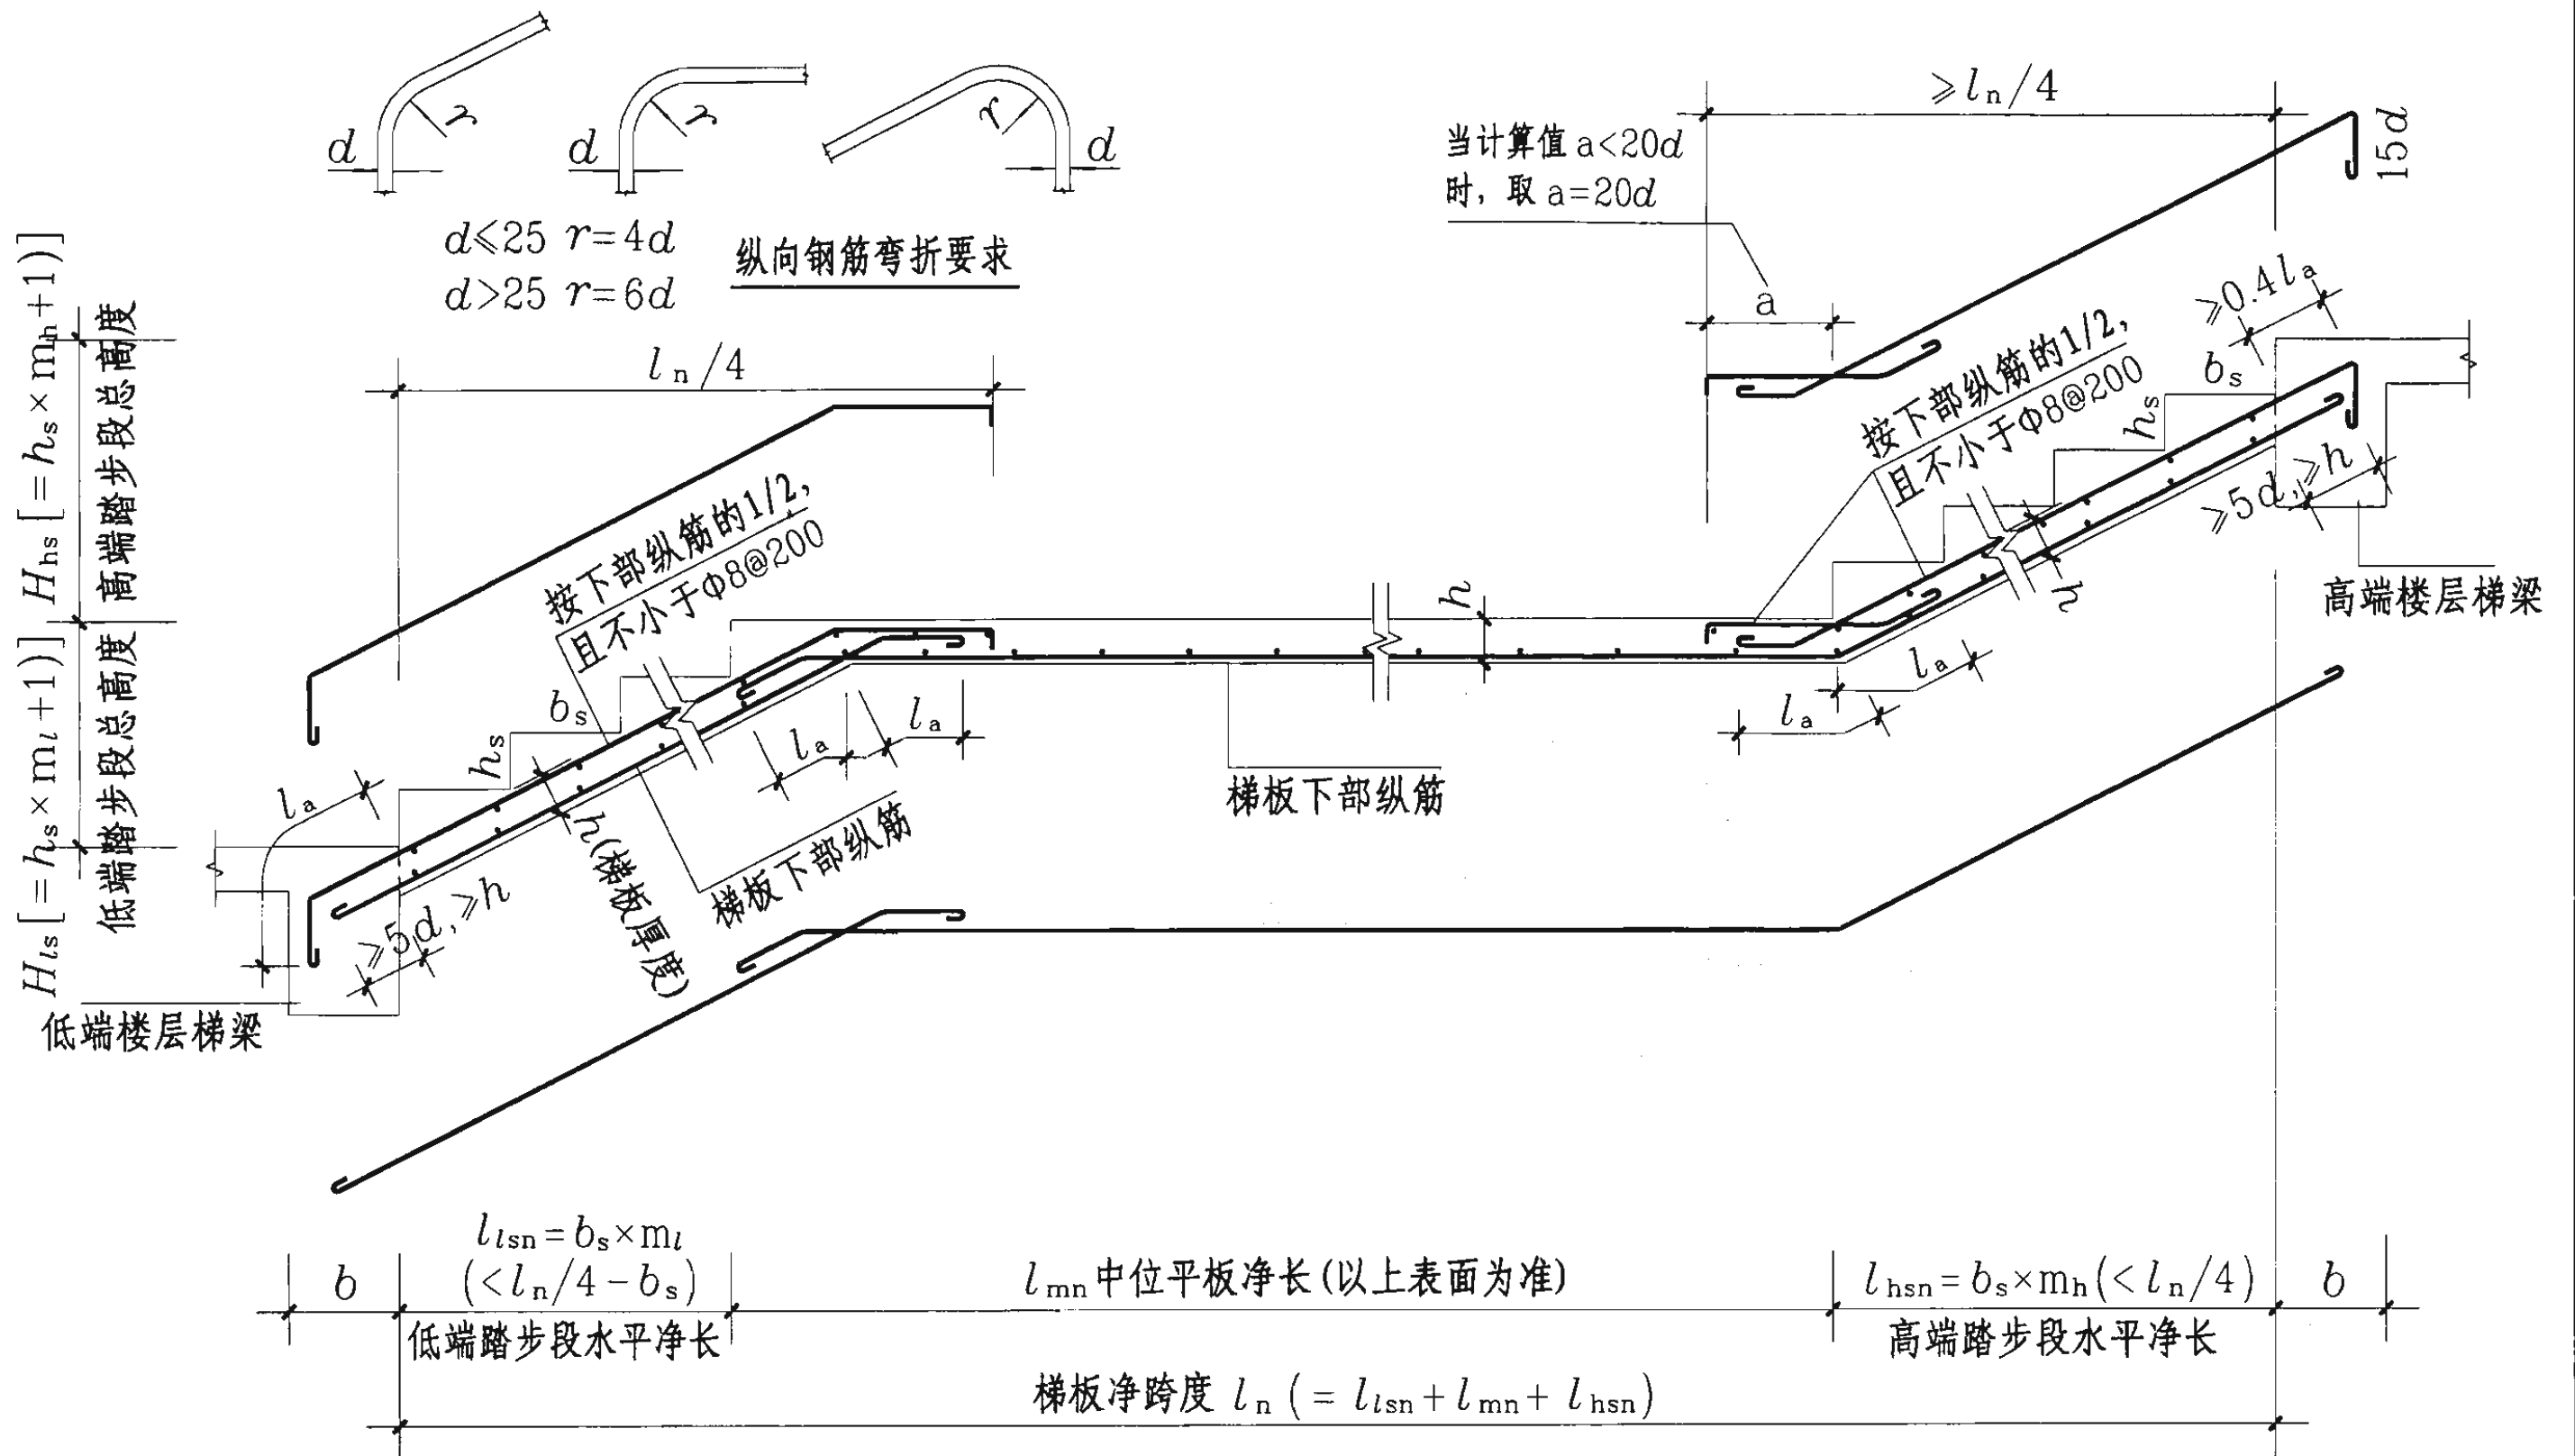 d
r
d
r
r
d
d≤25 r=4d
d>25 r=6d
纵向钢筋弯折要求
≥ln/4
当计算值 a<20d
时, 取 a=20d
15d
a
≥0.4la
ln/4
按下部纵筋的1/2,
且不小于Φ8@200
按下部纵筋的1/2,
且不小于Φ8@200
bs
hs
≥5d,≥h
h
h
高端楼层梯梁
Hhs[=hs×mh+1)]
高端踏步段总高度
Hls[=hs×ml+1)]
低端踏步段总高度
bs
hs
la
la
la
la
la
梯板下部纵筋
h(梯板厚度)
梯板下部纵筋
≥5d,≥h
低端楼层梯梁
b
llsn=bs×ml
(<ln/4-bs)
低端踏步段水平净长
lmn中位平板净长(以上表面为准)
lhsn=bs×mh(<ln/4)
高端踏步段水平净长
b
梯板净跨度 ln (= llsn+lmn+lhsn)